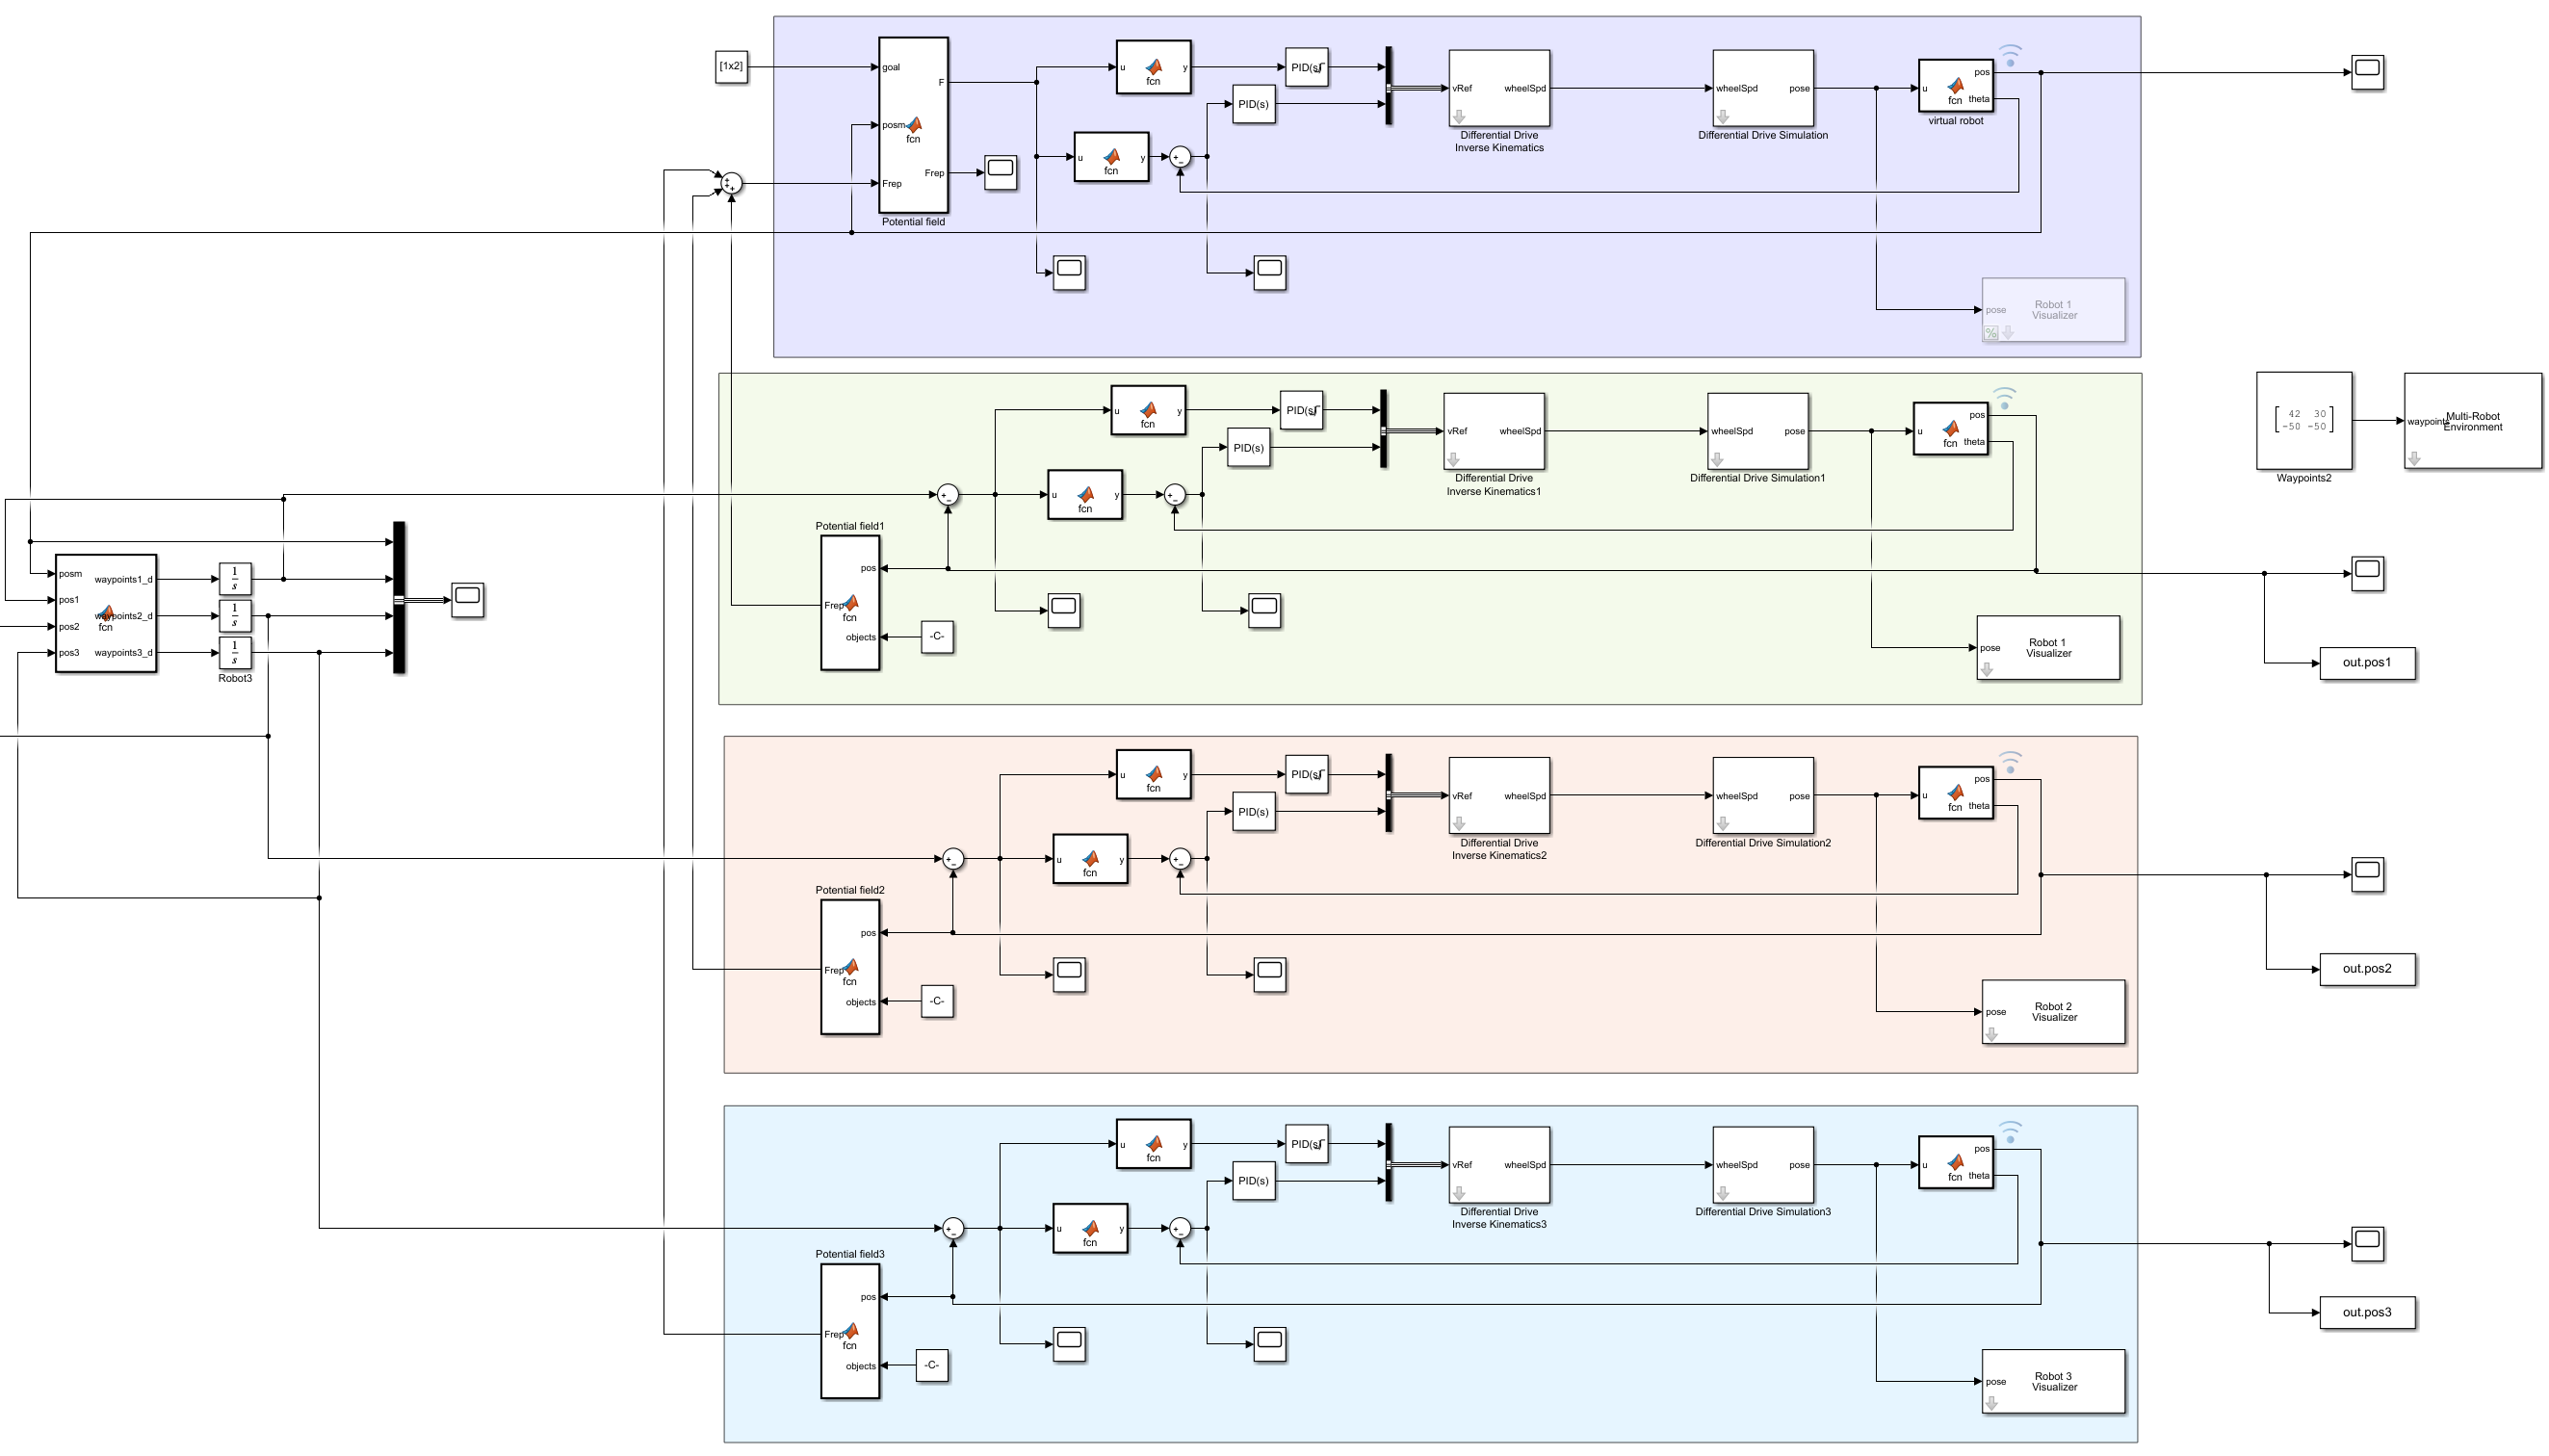 [1x2]
goal
F
posm
fcn
Frep
Frep
Potential field
u
y
fcn
PID(s)
PID(s)
u
y
fcn
+
-
+
+
+
vRef
wheelSpd
Differential Drive
Inverse Kinematics
wheelSpd
pose
Differential Drive Simulation
pos
u
fcn
theta
virtual robot
pose
Robot 1
Visualizer
%
u
y
fcn
PID(s)
PID(s)
vRef
wheelSpd
Differential Drive
Inverse Kinematics1
wheelSpd
pose
Differential Drive Simulation1
pos
u
fcn
theta
+
-
u
y
fcn
+
-
Potential field1
pos
Frep
fcn
objects
-C-
pose
Robot 1
Visualizer
42 30
-50 -50
Waypoints2
waypoints
Multi-Robot
Environment
out.pos1
posm
waypoints1_d
pos1
waypoints2_d
fcn
pos2
pos3
waypoints3_d
1
s
1
s
1
s
Robot3
u
y
fcn
PID(s)
PID(s)
vRef
wheelSpd
Differential Drive
Inverse Kinematics2
wheelSpd
pose
Differential Drive Simulation2
pos
u
fcn
theta
+
-
u
y
fcn
+
-
Potential field2
pos
Frep
fcn
objects
-C-
pose
Robot 2
Visualizer
out.pos2
u
y
fcn
PID(s)
PID(s)
vRef
wheelSpd
Differential Drive
Inverse Kinematics3
wheelSpd
pose
Differential Drive Simulation3
pos
u
fcn
theta
+
-
u
y
fcn
+
-
Potential field3
pos
Frep
fcn
objects
-C-
pose
Robot 3
Visualizer
out.pos3